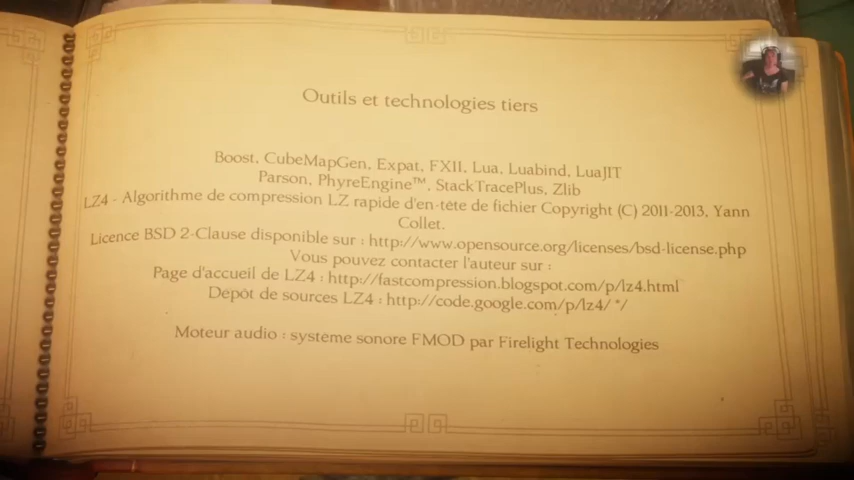 Outils et technologies tiers
Boost, CubeMapGen, Expat, FXII, Lua, Luabind, LuaJIT
Parson, PhyreEngine™, StackTracePlus, Zlib
LZ4 - Algorithme de compression LZ rapide d'en-tête de fichier Copyright (C) 2011-2013, Yann
Collet.
Licence BSD 2-Clause disponible sur : http://www.opensource.org/licenses/bsd-license.php
Vous pouvez contacter l'auteur sur :
Page d'accueil de LZ4 : http://fastcompression.blogspot.com/p/lz4.html
Dépôt de sources LZ4 : http://code.google.com/p/lz4/ */
Moteur audio : système sonore FMOD par Firelight Technologies